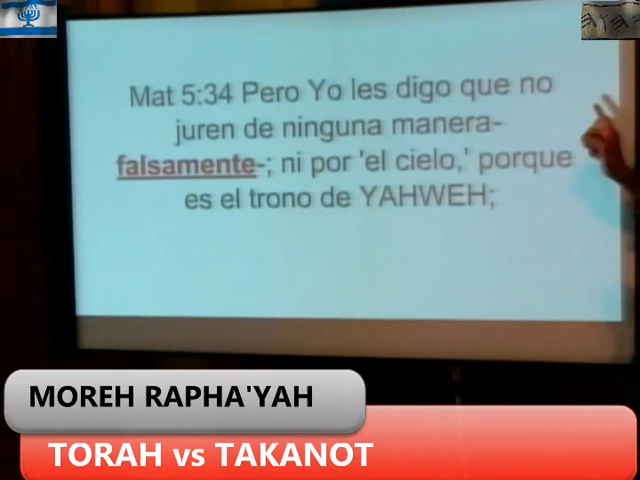 Mat 5:34 Pero Yo les digo que no
juren de ninguna manera-
falsamente-; ni por 'el cielo,' porque
es el trono de YAHWEH;
MOREH RAPHA'YAH
TORAH vs TAKANOT